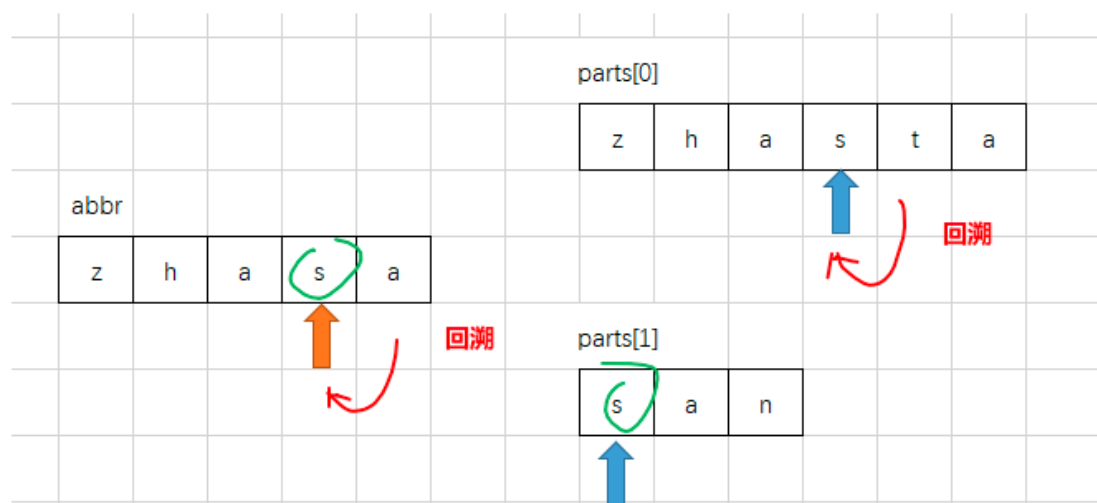 parts[0]
z h a s t a
回溯
abbr
z h a s a
回溯
parts[1]
s a n